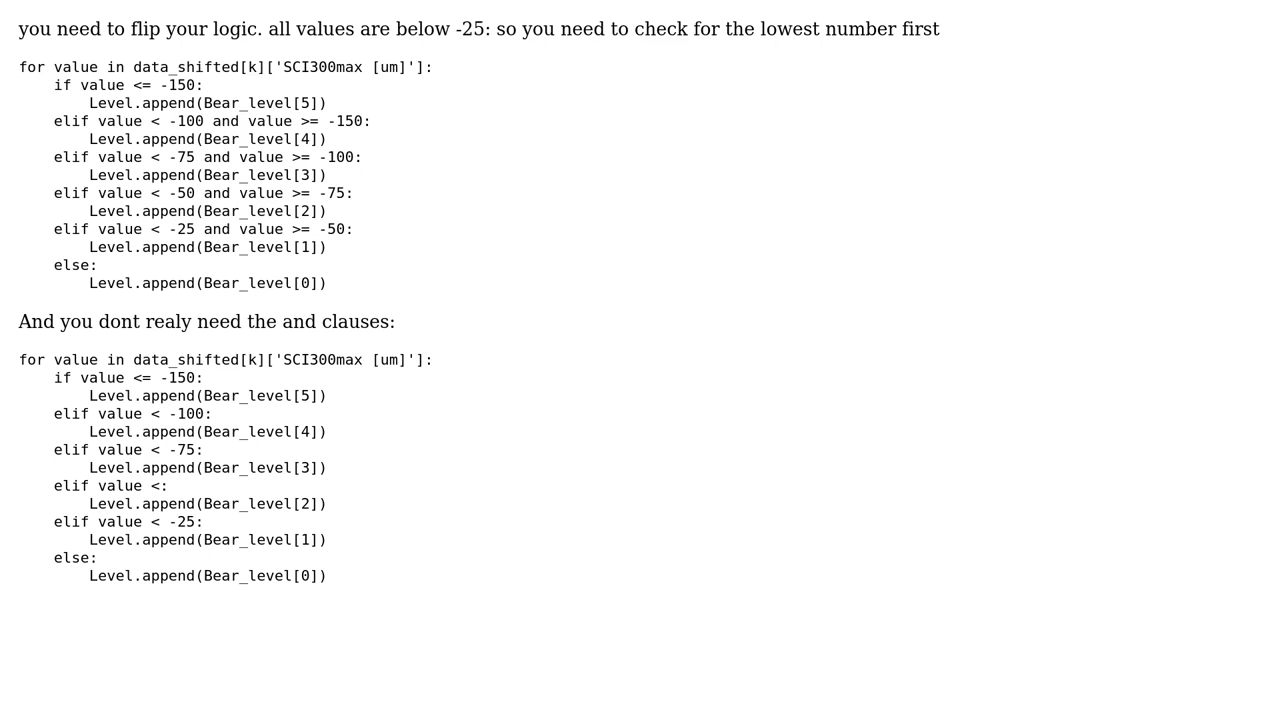 you need to flip your logic. all values are below -25: so you need to check for the lowest number first
for value in data_shifted[k]['SCI300max [um]']:
    if value <= -150:
        Level.append(Bear_level[5])
    elif value < -100 and value >= -150:
        Level.append(Bear_level[4])
    elif value < -75 and value >= -100:
        Level.append(Bear_level[3])
    elif value < -50 and value >= -75:
        Level.append(Bear_level[2])
    elif value < -25 and value >= -50:
        Level.append(Bear_level[1])
    else:
        Level.append(Bear_level[0])
And you dont realy need the and clauses:
for value in data_shifted[k]['SCI300max [um]']:
    if value <= -150:
        Level.append(Bear_level[5])
    elif value < -100:
        Level.append(Bear_level[4])
    elif value < -75:
        Level.append(Bear_level[3])
    elif value <:
        Level.append(Bear_level[2])
    elif value < -25:
        Level.append(Bear_level[1])
    else:
        Level.append(Bear_level[0])